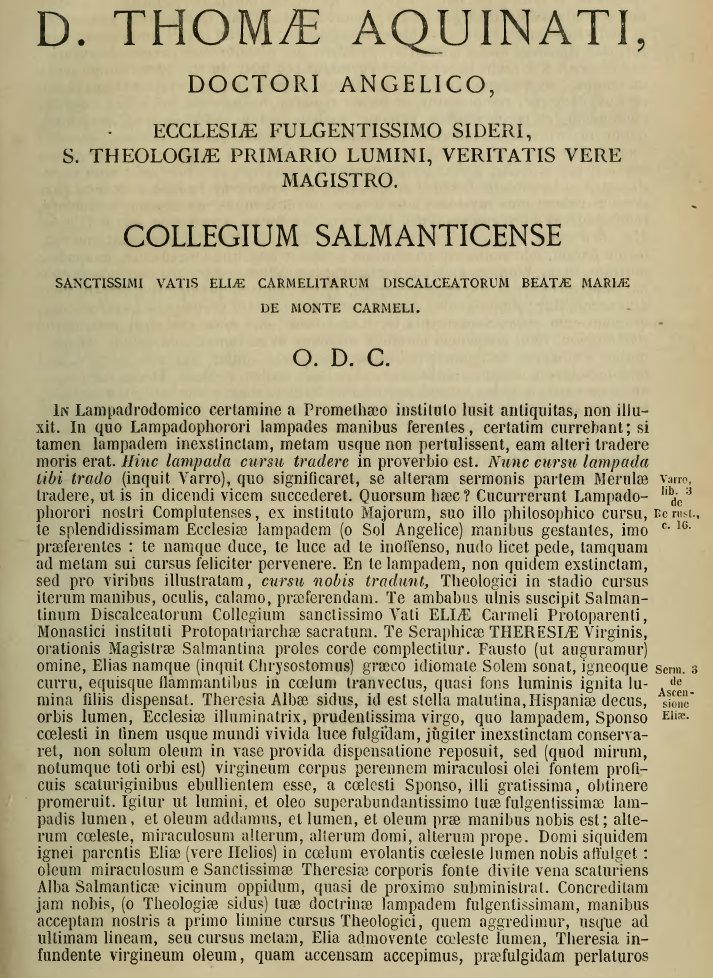 D. THOMÆ AQUINATI,
DOCTORI ANGELICO,
ECCLESIÆ FULGENTISSIMO SIDERI,
S. THEOLOGIÆ PRIMARIO LUMINI, VERITATIS VERE
MAGISTRO.
COLLEGIUM SALMANTICENSE
SANCTISSIMI VATIS ELIÆ CARMELITARUM DISCALCEATORUM BEATÆ MARIÆ
DE MONTE CARMELI.
O. D. C.
In Lampadrodomico certamine a Promethæo instituto lusit antiquitas, non illu-
xit. In quo Lampadophorori lampades manibus ferentes, certatim currebant; si
tamen lampadem inexstinctam, metam usque non pertulissent, eam alteri tradere
moris erat. Hinc lampada cursu tradere in proverbio est. Nunc cursu lampada
tibi trado (inquit Varro), quo significaret, se alteram sermonis partem Merulæ
tradere, ut is in dicendi vicem succederet. Quorsum hæc? Cucurrerunt Lampado-
phorori nostri Complutenses, ex instituto Majorum, suo illo philosophico cursu,
te splendidissimam Ecclesiæ lampadem (o Sol Angelice) manibus gestantes, imo
præferentes : te namque duce, te luce ad te inoffenso, nudo licet pede, tamquam
ad metam sui cursus feliciter pervenere. En te lampadem, non quidem exstinctam,
sed pro viribus illustratam, cursu nobis tradunt, Theologici in stadio cursus
iterum manibus, oculis, calamo, præferendam. Te ambabus ulnis suscipit Salman-
tinum Discalceatorum Collegium sanctissimo Vati ELIÆ Carmeli Protoparenti,
Monastici instituti Protopatriarchæ sacratum. Te Seraphicæ THERESIÆ Virginis,
orationis Magistræ Salmantina proles corde complectitur. Fausto (ut auguramur)
omine, Elias namque (inquit Chrysostomus) græco idiomate Solem sonat, igneoque
curru, equisque flammantibus in cœlum tranvectus, quasi fons luminis ignita lu-
mina filiis dispensat. Theresia Albæ sidus, id est stella matutina, Hispaniæ decus,
orbis lumen, Ecclesiæ illuminatrix, prudentissima virgo, quo lampadem, Sponso
cœlesti in finem usque mundi vivida luce fulgidam, jugiter inexstinctam conserva-
ret, non solum oleum in vase provida dispensatione reposuit, sed (quod mirum,
notumque toti orbi est) virgineum corpus perennem miraculosi olei fontem profi-
cuis scaturiginibus ebullientem esse, a cœlesti Sponso, illi gratissima, obtinere
promeruit. Igitur ut lumini, et oleo superabundantissimo tuæ fulgentissimæ lam-
padis lumen, et oleum addamus, et lumen, et oleum præ manibus nobis est; alte-
rum cœleste, miraculosum alterum, alterum domi, alterum prope. Domi siquidem
ignei parentis Eliæ (vere Helios) in cœlum evolantis cœleste lumen nobis affulget :
oleum miraculosum e Sanctissimæ Theresiæ corporis fonte divite vena scaturiens
Alba Salmanticæ vicinum oppidum, quasi de proximo subministrat. Concreditam
jam nobis, (o Theologiæ sidus) tuæ doctrinæ lampadem fulgentissimam, manibus
acceptam nostris a primo limine cursus Theologici, quem aggredimur, usque ad
ultimam lineam, seu cursus metam, Elia admovente cœleste lumen, Theresia in-
fundente virgineum oleum, quam accensam accepimus, præfulgidam perlaturos
Varro,
lib. 3
de
Re rust.,
c. 16.
Serm. 3
de
Ascen-
sione
Eliæ.